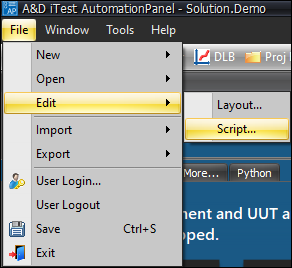 A&D iTest AutomationPanel - Solution.Demo
AP
File Window Tools Help
New
Open
Edit
Import
Export
User Login...
User Logout
Save Ctrl+S
Exit
Layout...
Script...
DLB Proj
More... Python
ment and UUT a
pped.